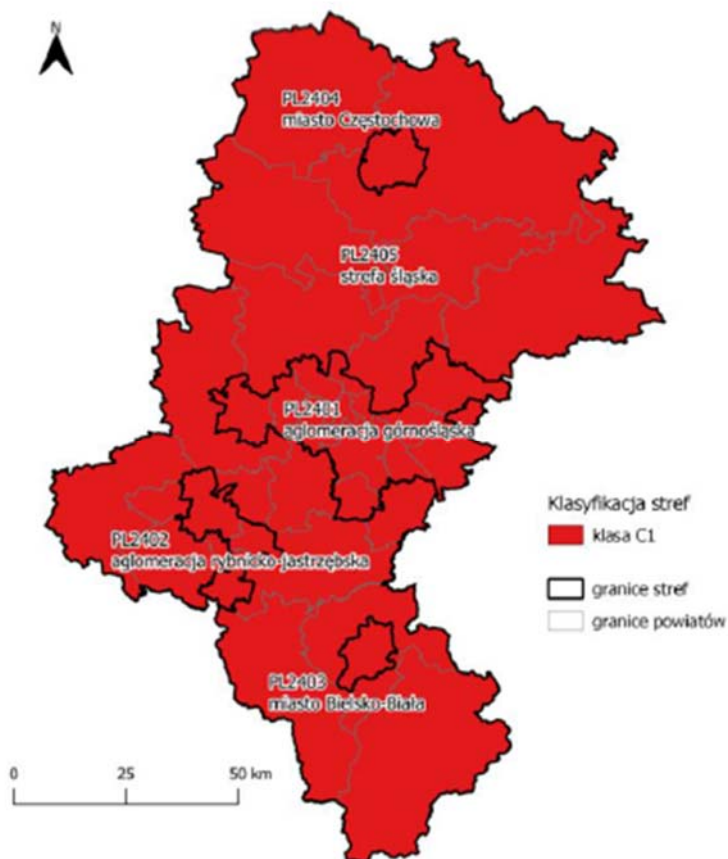 N
PL2404
miasto Częstochowa
PL2405
strefa śląska
PL2401
aglomeracja górnośląska
Klasyfikacja stref
klasa C1
PL2402
aglomeracja rybnicko-jastrzębska
granice stref
granice powiatów
PL2403
miasto Bielsko-Biała
0 25 50 km